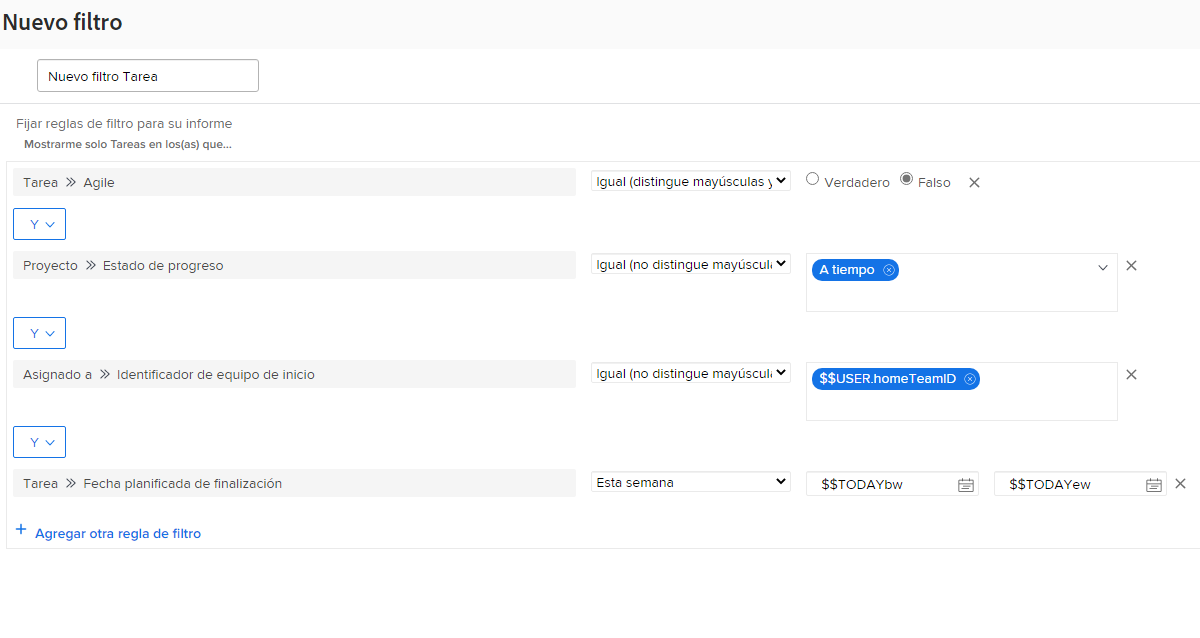 Nuevo filtro
Nuevo filtro Tarea
Fijar reglas de filtro para su informe
Mostrarme solo Tareas en los(as) que...
Tarea » Agile Igual (distingue mayúsculas y Verdadero Falso
Y
Proyecto » Estado de progreso Igual (no distingue mayúscul A tiempo
Y
Asignado a » Identificador de equipo de inicio Igual (no distingue mayúscul $$USER.homeTeamID
Y
Tarea » Fecha planificada de finalización Esta semana $$TODAYbw $$TODAYew
+ Agregar otra regla de filtro